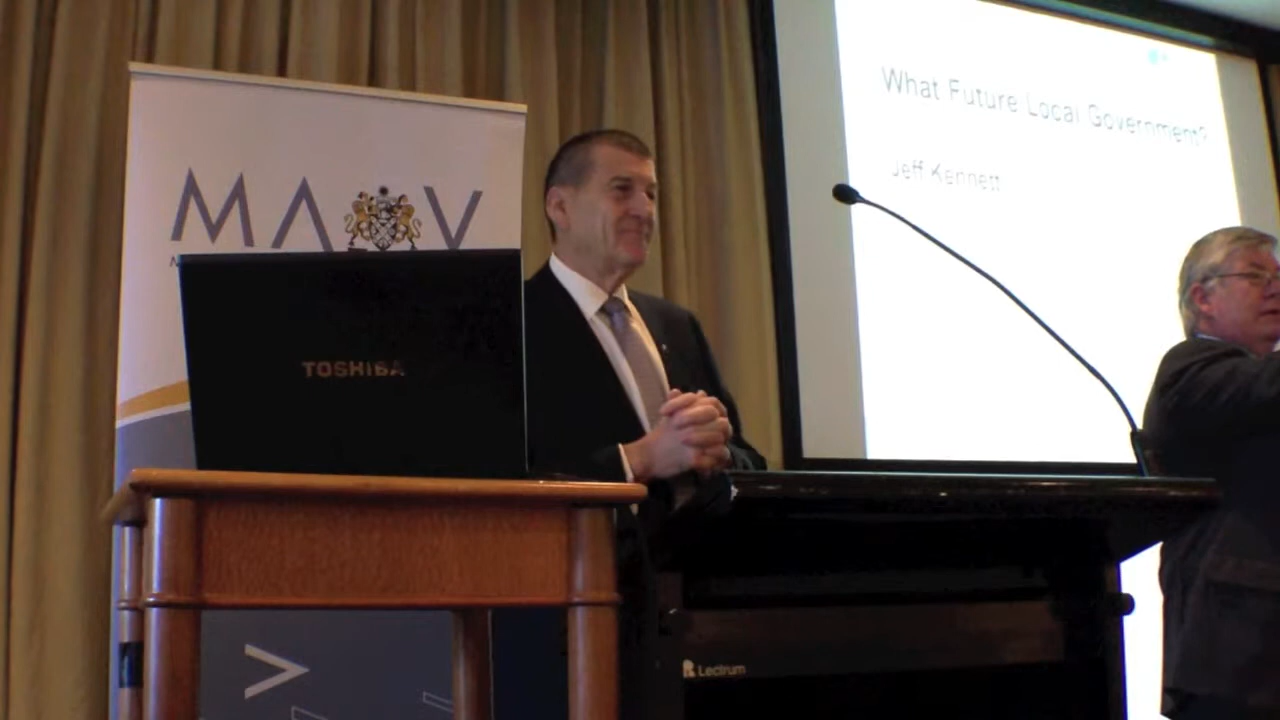 MAV
What Future Local Government?
Jeff Kennett
TOSHIBA
Lectrum